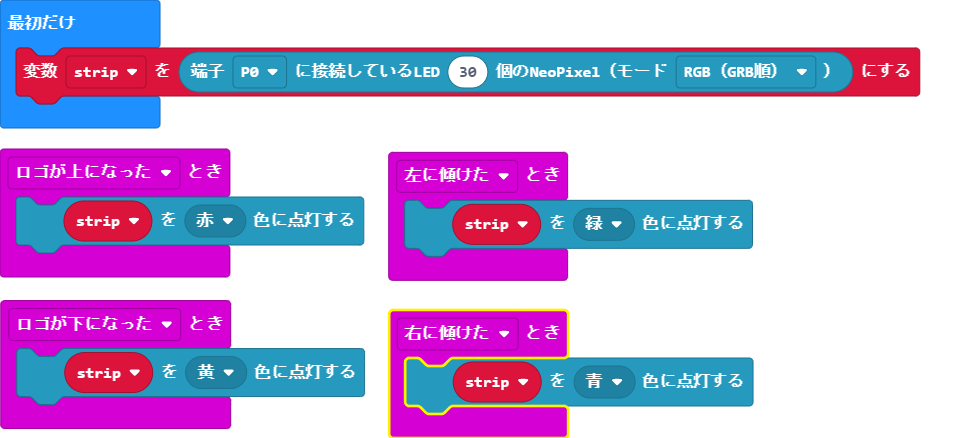 最初だけ
変数 strip を 端子 P0 に接続しているLED 30 個のNeoPixel（モード RGB（GRB順） ） にする
ロゴが上になった とき
strip を 赤 色に点灯する
左に傾けた とき
strip を 緑 色に点灯する
ロゴが下になった とき
strip を 黄 色に点灯する
右に傾けた とき
strip を 青 色に点灯する